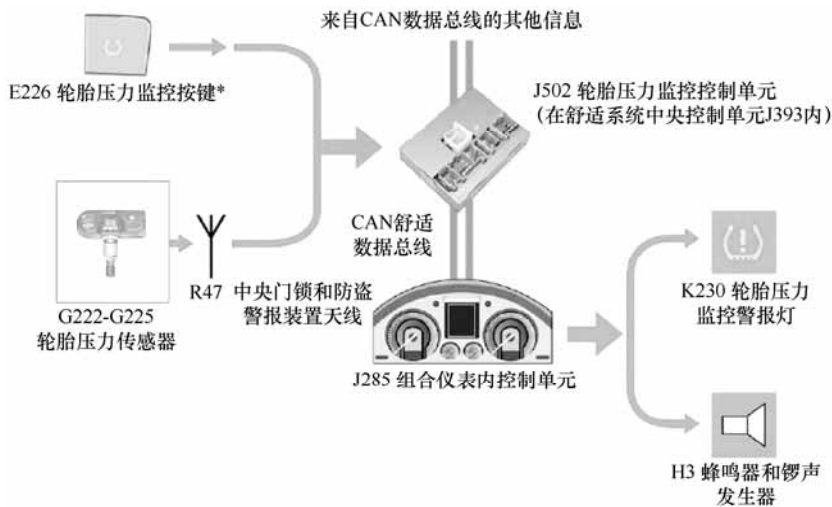 来自CAN数据总线的其他信息
E226 轮胎压力监控按键*
J502 轮胎压力监控控制单元
（在舒适系统中央控制单元J393内）
CAN舒适
数据总线
R47 中央门锁和防盗
警报装置天线
G222-G225
轮胎压力传感器
J285 组合仪表内控制单元
K230 轮胎压力
监控警报灯
H3 蜂鸣器和锣声
发生器